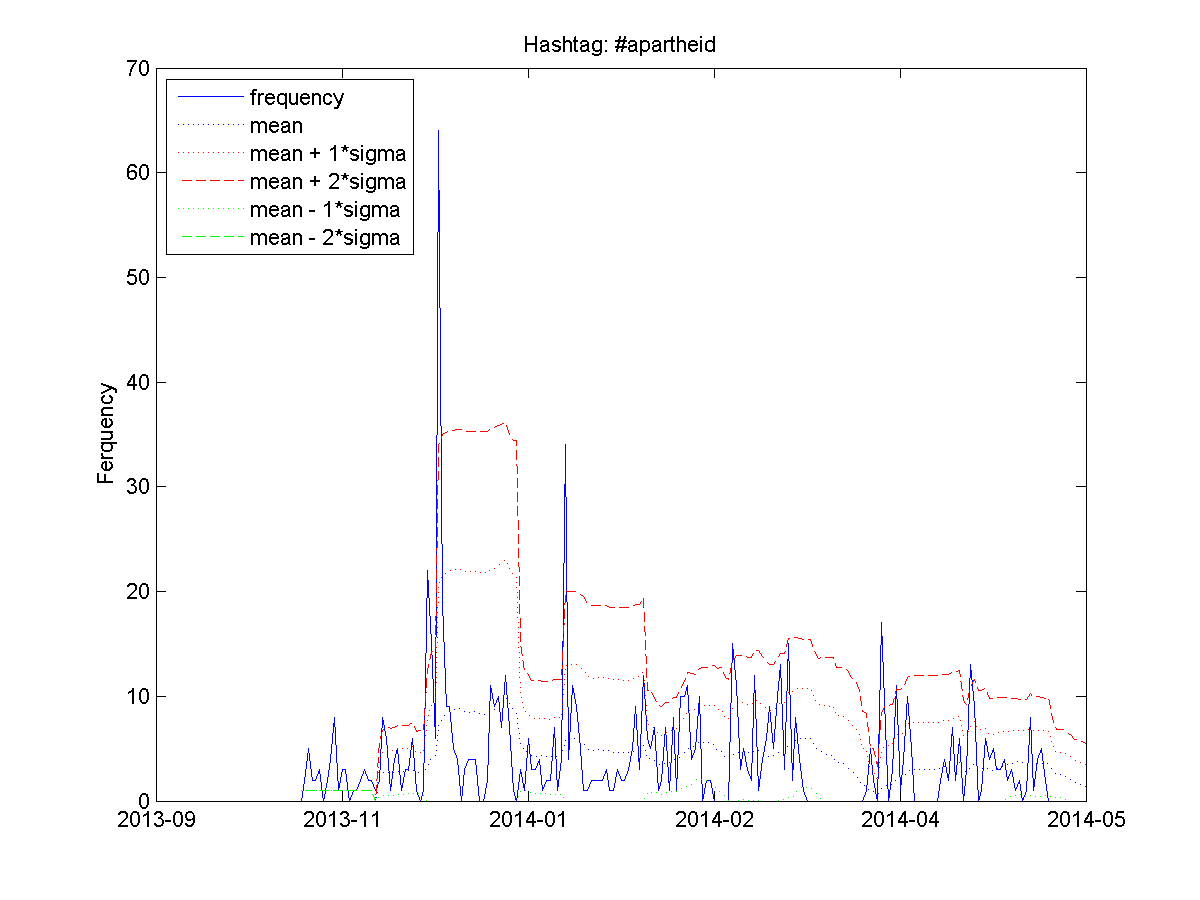 Hashtag: #apartheid
70
60
50
40
30
20
10
0
Ferquency
frequency
mean
mean + 1*sigma
mean + 2*sigma
mean - 1*sigma
mean - 2*sigma
2013-09 2013-11 2014-01 2014-02 2014-04 2014-05